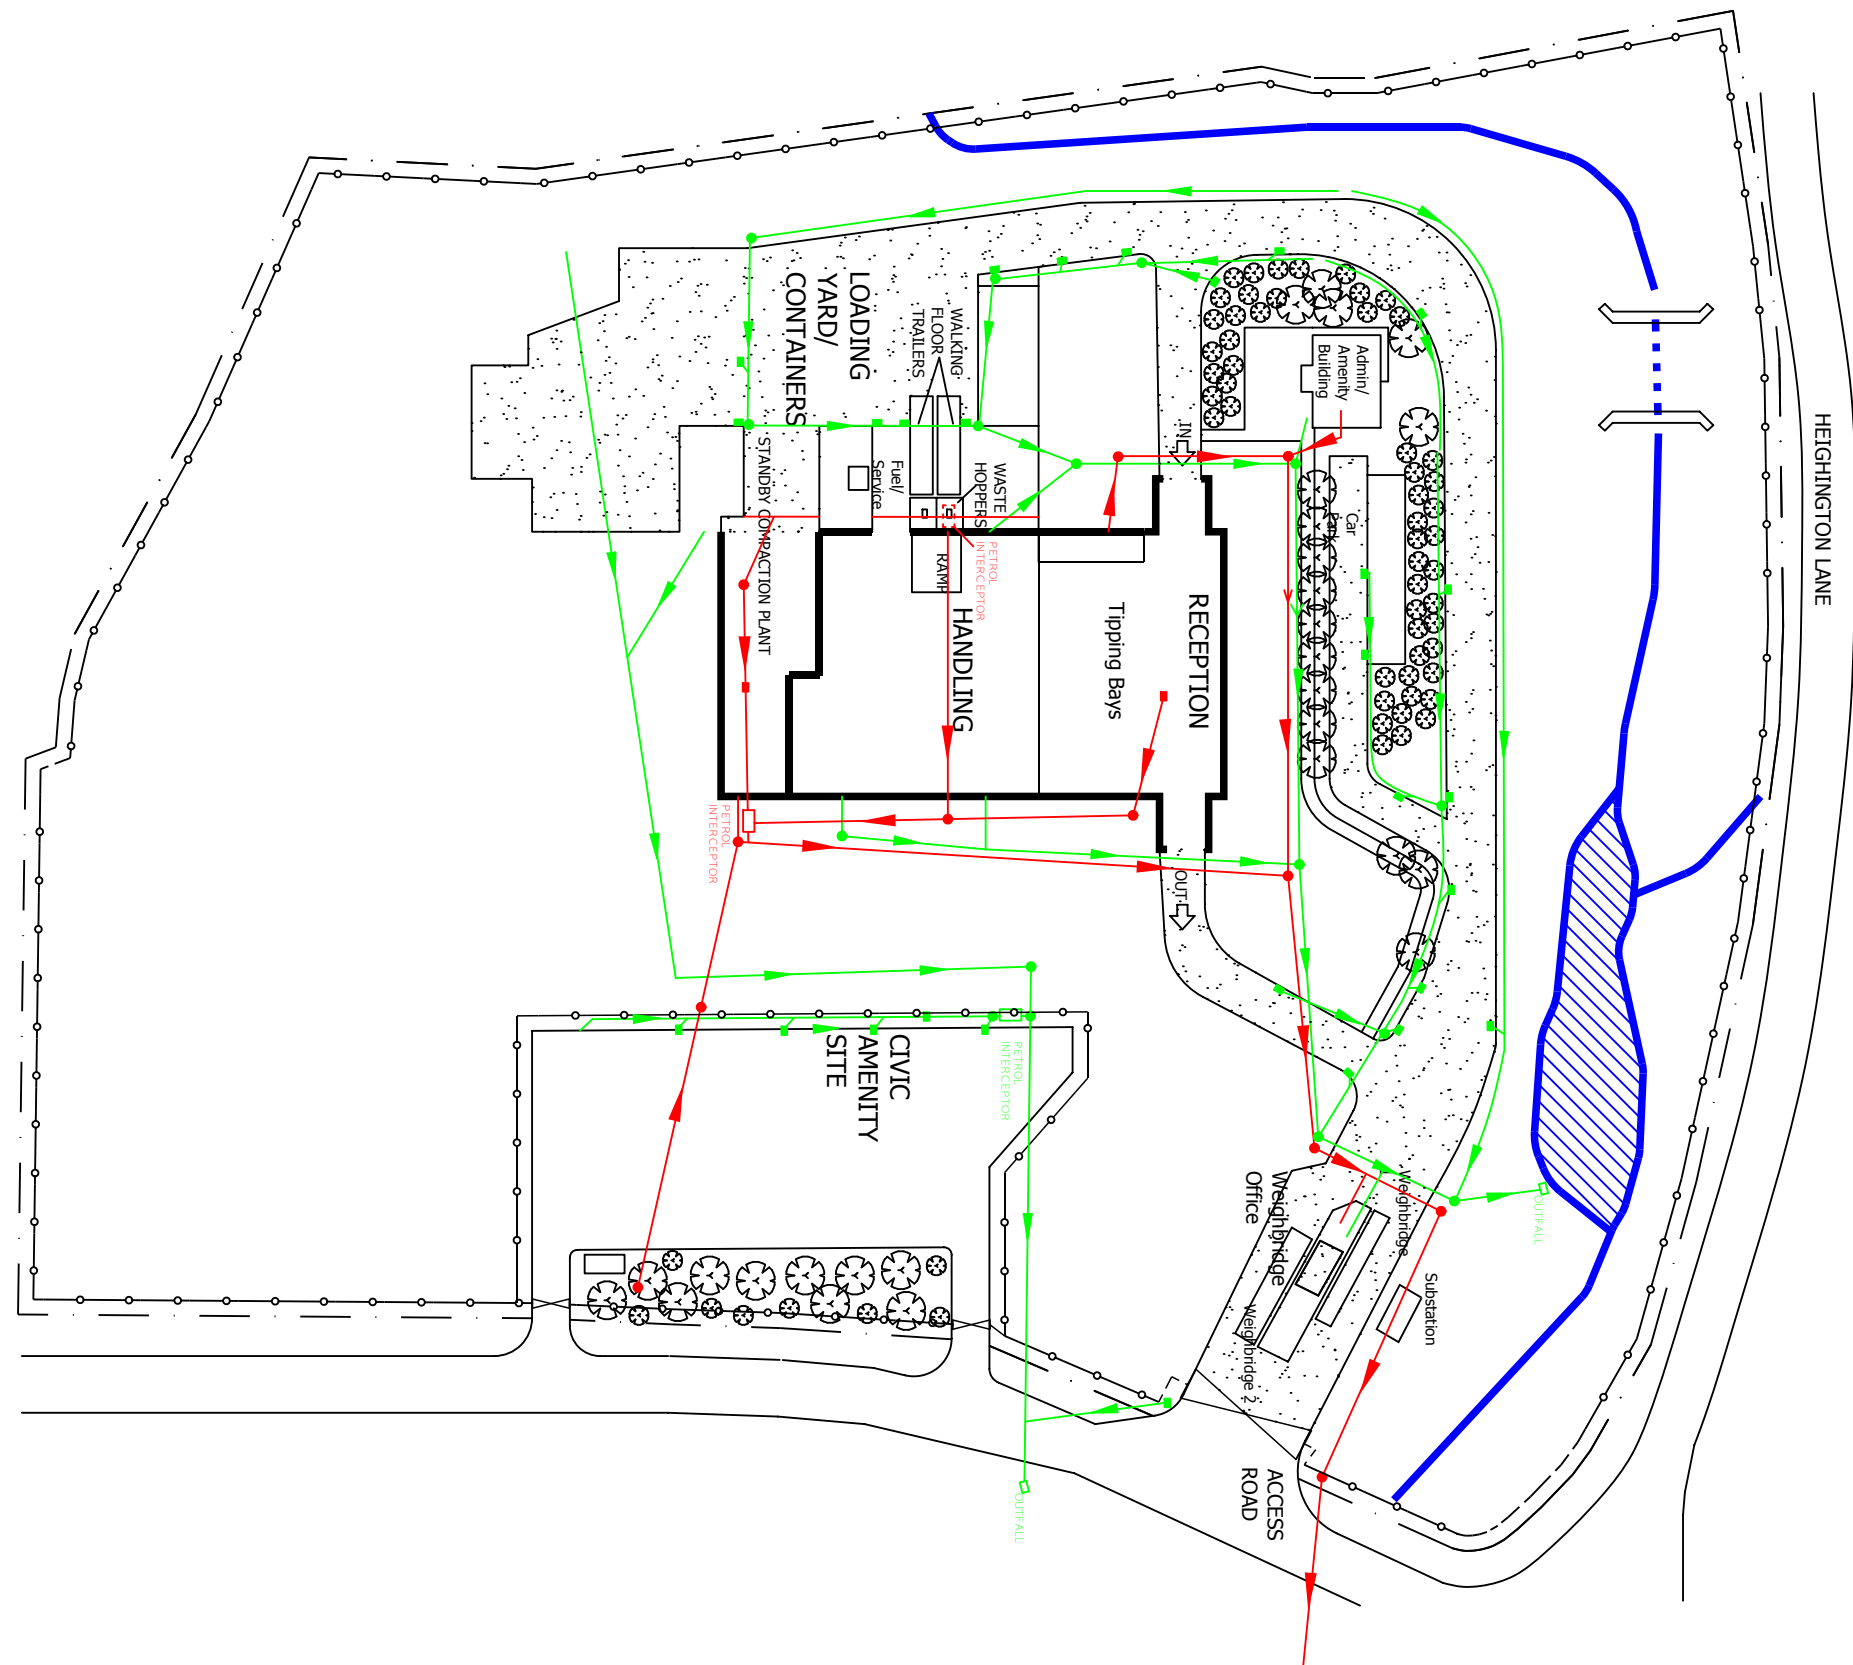 HEIGHINGTON LANE
LOADING
YARD/
CONTAINERS
WALKING
FLOOR
TRAILERS
Admin/
Amenity
Building
IN
STANDBY COMPACTION PLANT
Fuel/
Service
WASTE
HOPPERS
Car
Park
PETROL
INTERCEPTOR
RAMP
HANDLING
Tipping Bays
RECEPTION
PETROL
INTERCEPTOR
OUT
CIVIC
AMENITY
SITE
PETROL
INTERCEPTOR
Weighbridge
Office
Weighbridge
OUTFALL
Substation
Weighbridge 2
ACCESS
ROAD
OUTFALL